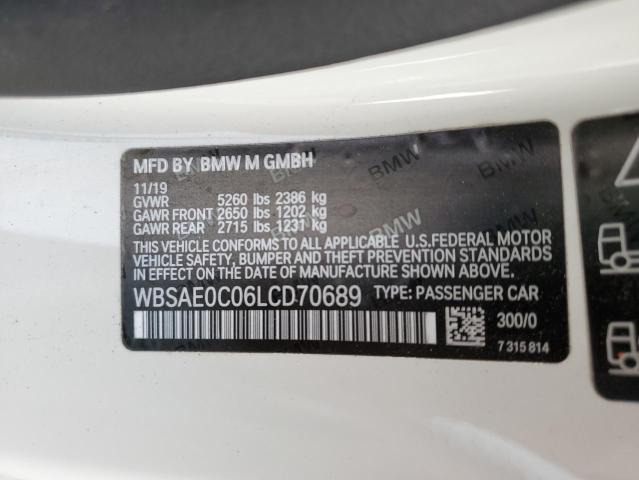 MFD BY BMW M GMBH
11/19
GVWR 5260 lbs 2386 kg
GAWR FRONT 2650 lbs 1202 kg
GAWR REAR 2715 lbs 1231 kg
THIS VEHICLE CONFORMS TO ALL APPLICABLE U.S.FEDERAL MOTOR
VEHICLE SAFETY, BUMPER AND THEFT PREVENTION STANDARDS
IN EFFECT ON THE DATE OF MANUFACTURE SHOWN ABOVE.
WBSAE0C06LCD70689 TYPE: PASSENGER CAR
300/0
7 315 814